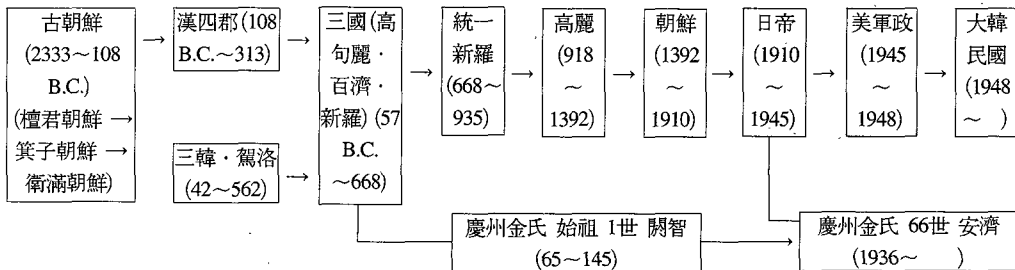 古朝鮮
(2333～108
B.C.)
(檀君朝鮮 →
箕子朝鮮 →
衛滿朝鮮)
漢四郡(108
B.C.～313)
三韓·駕洛
(42～562)
三國(高
句麗·
百濟·
新羅) (57
B.C.
～668)
統一
新羅
(668～
935)
高麗
(918
～
1392)
朝鮮
(1392
～
1910)
日帝
(1910
～
1945)
美軍政
(1945
～
1948)
大韓
民國
(1948
～ )
慶州金氏 始祖 1世 閼智
(65～145)
慶州金氏 66世 安濟
(1936～ )